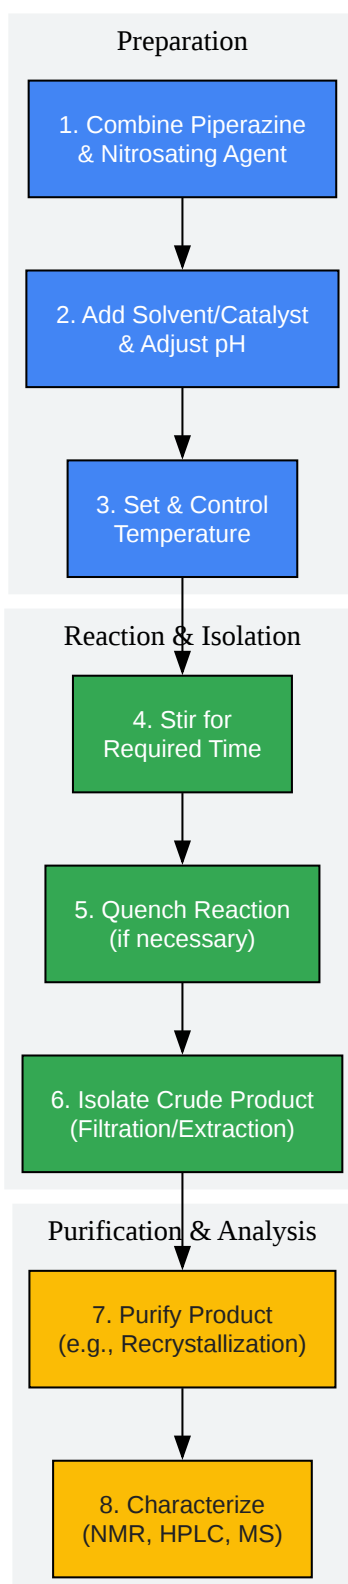 Preparation
1. Combine Piperazine
& Nitrosating Agent
2. Add Solvent/Catalyst
& Adjust pH
3. Set & Control
Temperature
Reaction & Isolation
4. Stir for
Required Time
5. Quench Reaction
(if necessary)
6. Isolate Crude Product
(Filtration/Extraction)
Purification & Analysis
7. Purify Product
(e.g., Recrystallization)
8. Characterize
(NMR, HPLC, MS)